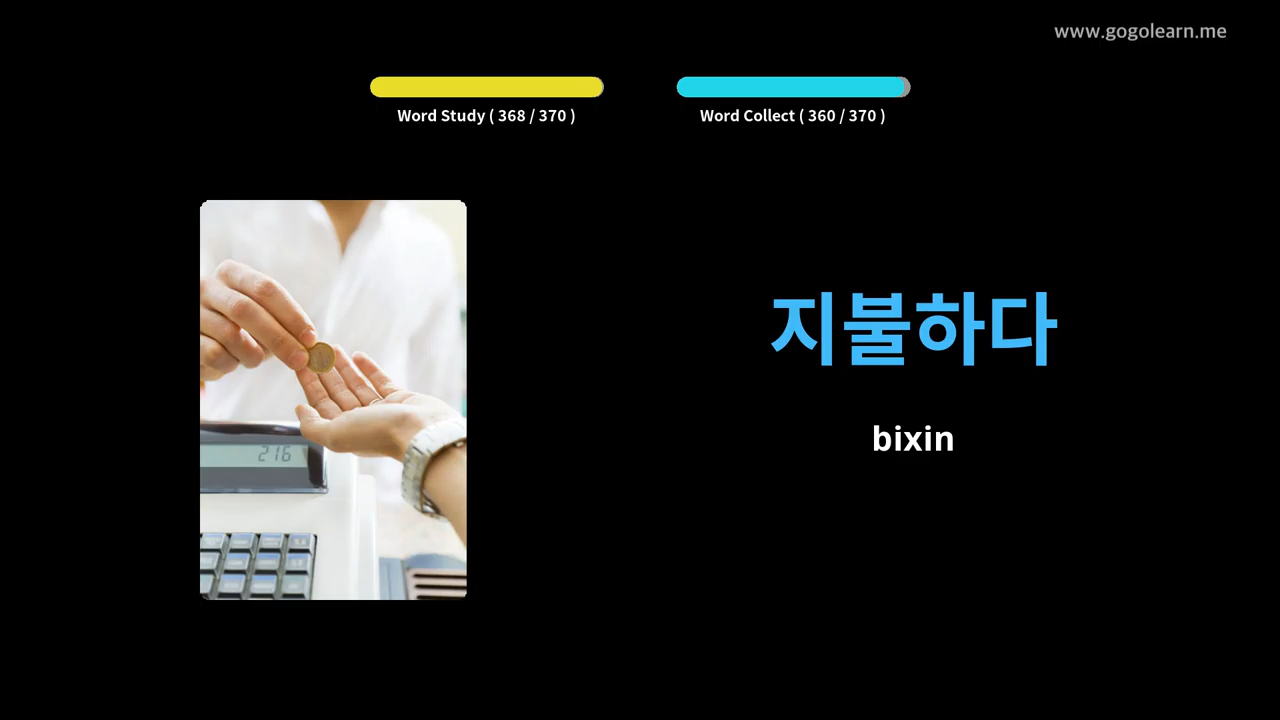 www.gogolearn.me
Word Study ( 368 / 370 )
Word Collect ( 360 / 370 )
지불하다
bixin
216